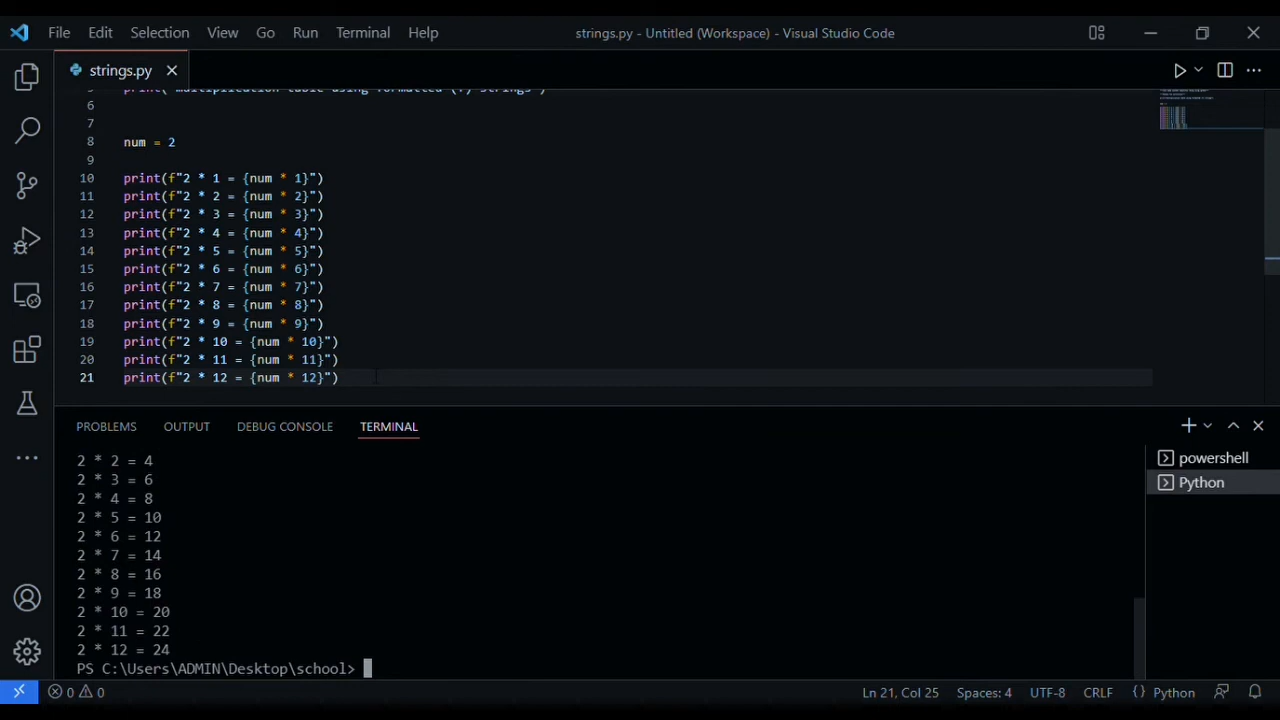 File Edit Selection View Go Run Terminal Help strings.py - Untitled (Workspace) - Visual Studio Code
strings.py
5 print("multiplication table using formatted (f) strings")
6
7
8 num = 2
9
10 print(f"2 * 1 = {num * 1}")
11 print(f"2 * 2 = {num * 2}")
12 print(f"2 * 3 = {num * 3}")
13 print(f"2 * 4 = {num * 4}")
14 print(f"2 * 5 = {num * 5}")
15 print(f"2 * 6 = {num * 6}")
16 print(f"2 * 7 = {num * 7}")
17 print(f"2 * 8 = {num * 8}")
18 print(f"2 * 9 = {num * 9}")
19 print(f"2 * 10 = {num * 10}")
20 print(f"2 * 11 = {num * 11}")
21 print(f"2 * 12 = {num * 12}")
PROBLEMS OUTPUT DEBUG CONSOLE TERMINAL
powershell
Python
2 * 2 = 4
2 * 3 = 6
2 * 4 = 8
2 * 5 = 10
2 * 6 = 12
2 * 7 = 14
2 * 8 = 16
2 * 9 = 18
2 * 10 = 20
2 * 11 = 22
2 * 12 = 24
PS C:\Users\ADMIN\Desktop\school>
0 0 Ln 21, Col 25 Spaces: 4 UTF-8 CRLF {} Python